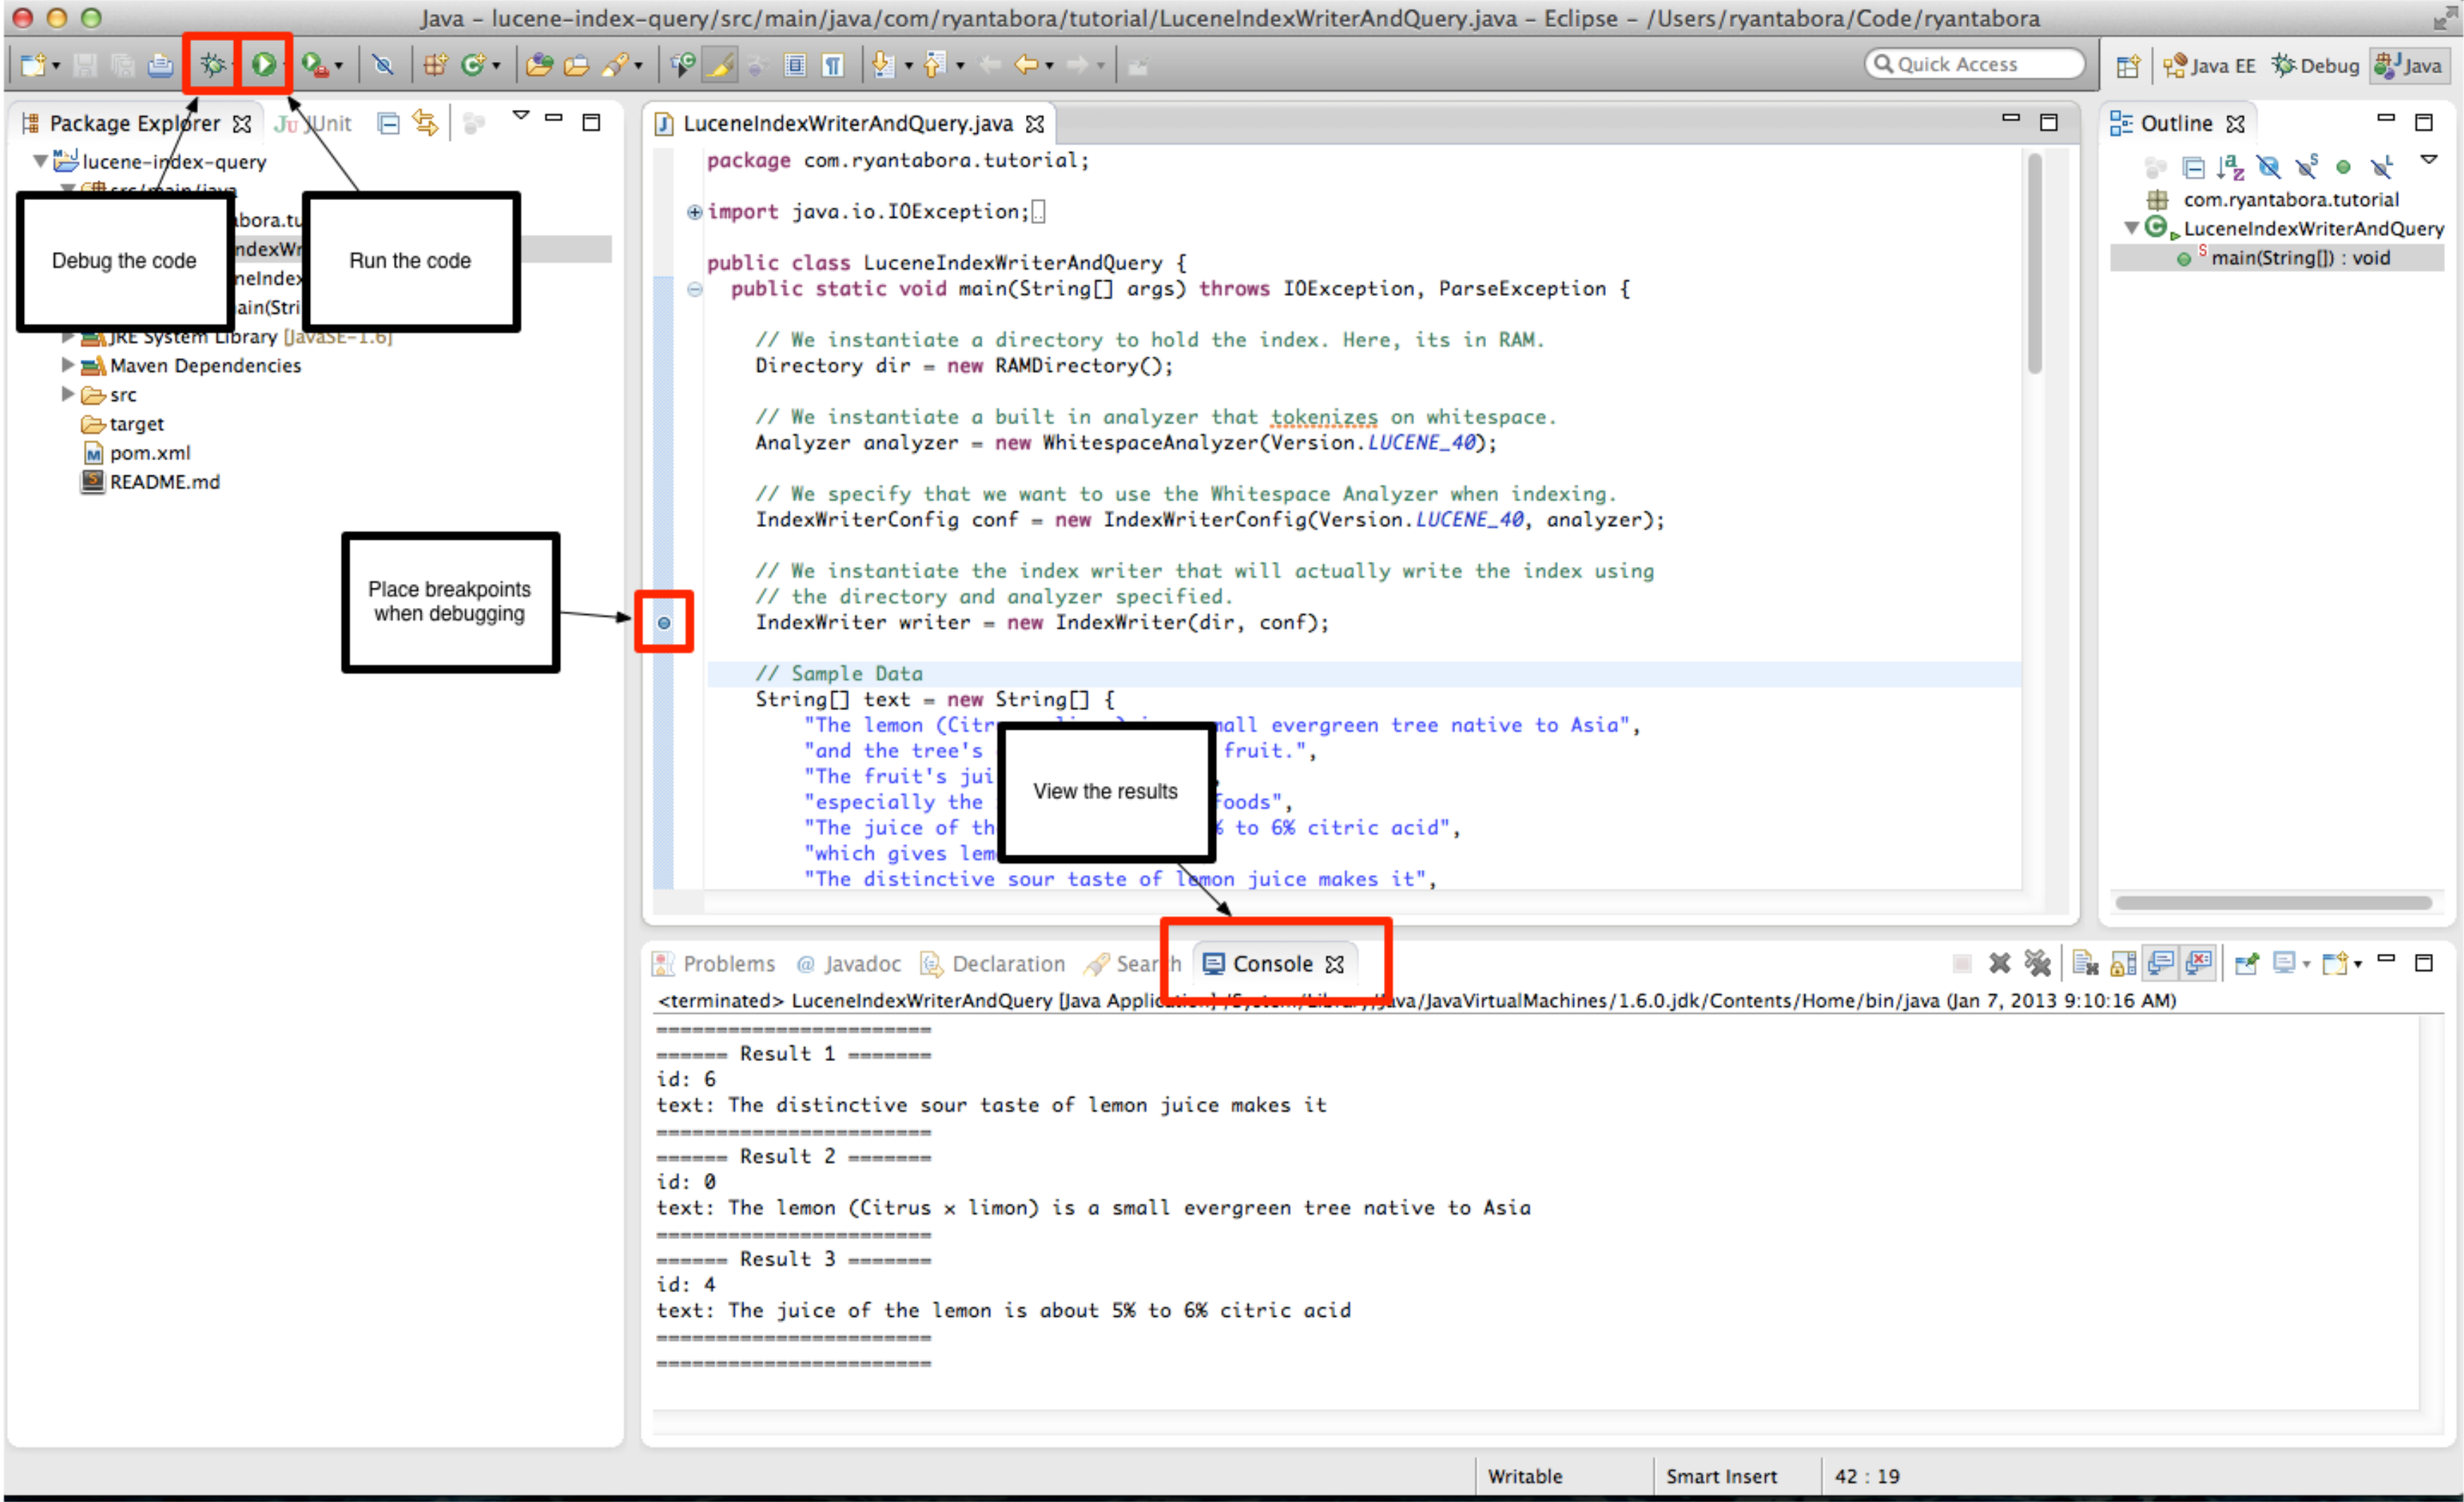 Java – lucene-index-query/src/main/java/com/ryantabora/tutorial/LuceneIndexWriterAndQuery.java – Eclipse – /Users/ryantabora/Code/ryantabora
Quick Access
Java EE
Debug
Java
Package Explorer
JUnit
lucene-index-query
src/main/java
abora.tu
ndexWr
neIndex
ain(Stri
JRE System Library [JavaSE-1.6]
Maven Dependencies
src
target
pom.xml
README.md
Debug the code
Run the code
Place breakpoints
when debugging
LuceneIndexWriterAndQuery.java
package com.ryantabora.tutorial;
import java.io.IOException;
public class LuceneIndexWriterAndQuery {
public static void main(String[] args) throws IOException, ParseException {
// We instantiate a directory to hold the index. Here, its in RAM.
Directory dir = new RAMDirectory();
// We instantiate a built in analyzer that tokenizes on whitespace.
Analyzer analyzer = new WhitespaceAnalyzer(Version.LUCENE_40);
// We specify that we want to use the Whitespace Analyzer when indexing.
IndexWriterConfig conf = new IndexWriterConfig(Version.LUCENE_40, analyzer);
// We instantiate the index writer that will actually write the index using
// the directory and analyzer specified.
IndexWriter writer = new IndexWriter(dir, conf);
// Sample Data
String[] text = new String[] {
"The lemon (Citr mall evergreen tree native to Asia",
"and the tree's fruit.",
"The fruit's jui ,
"especially the foods",
"The juice of th % to 6% citric acid",
"which gives lem
"The distinctive sour taste of lemon juice makes it",
View the results
Outline
com.ryantabora.tutorial
LuceneIndexWriterAndQuery
main(String[]) : void
Problems
@ Javadoc
Declaration
Search
Console
<terminated> LuceneIndexWriterAndQuery [Java Application] /System/Library/Java/JavaVirtualMachines/1.6.0.jdk/Contents/Home/bin/java (Jan 7, 2013 9:10:16 AM)
=======================
====== Result 1 =======
id: 6
text: The distinctive sour taste of lemon juice makes it
=======================
====== Result 2 =======
id: 0
text: The lemon (Citrus × limon) is a small evergreen tree native to Asia
=======================
====== Result 3 =======
id: 4
text: The juice of the lemon is about 5% to 6% citric acid
=======================
=======================
Writable
Smart Insert
42 : 19